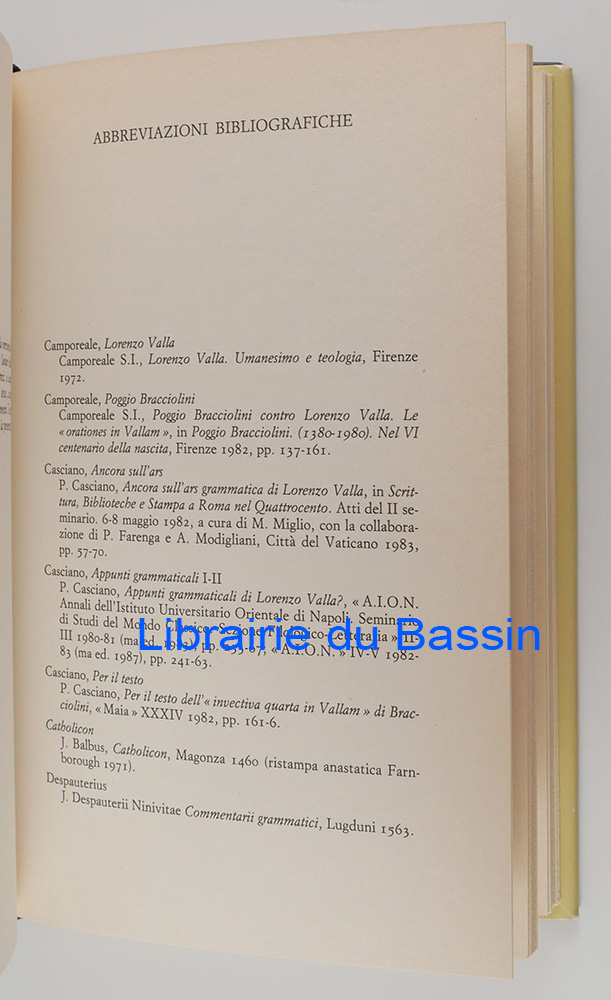 ABBREVIAZIONI BIBLIOGRAFICHE
Camporeale, Lorenzo Valla
Camporeale S.I., Lorenzo Valla. Umanesimo e teologia, Firenze
1972.
Camporeale, Poggio Bracciolini
Camporeale S.I., Poggio Bracciolini contro Lorenzo Valla. Le
«orationes in Vallam», in Poggio Bracciolini. (1380-1980). Nel VI
centenario della nascita, Firenze 1982, pp. 137-161.
Casciano, Ancora sull'ars
P. Casciano, Ancora sull'ars grammatica di Lorenzo Valla, in Scrit-
tura, Biblioteche e Stampa a Roma nel Quattrocento. Atti del II se-
minario. 6-8 maggio 1982, a cura di M. Miglio, con la collabora-
zione di P. Farenga e A. Modigliani, Città del Vaticano 1983,
pp. 57-70.
Casciano, Appunti grammaticali I-II
P. Casciano, Appunti grammaticali di Lorenzo Valla?, «A.I.O.N.
Annali dell'Istituto Universitario Orientale di Napoli. Seminario
di Studi del Mondo Classico-Sezione Filologico-Letteraria» II-
III 1980-81 (ma ed. «A.I.O.N.» IV-V 1982-
83 (ma ed. 1987), pp. 241-63.
Librairie du Bassin
Casciano, Per il testo
P. Casciano, Per il testo dell'«invectiva quarta in Vallam» di Brac-
ciolini, «Maia» XXXIV 1982, pp. 161-6.
Catholicon
J. Balbus, Catholicon, Magonza 1460 (ristampa anastatica Farn-
borough 1971).
Despauterius
J. Despauterii Ninivitae Commentarii grammatici, Lugduni 1563.